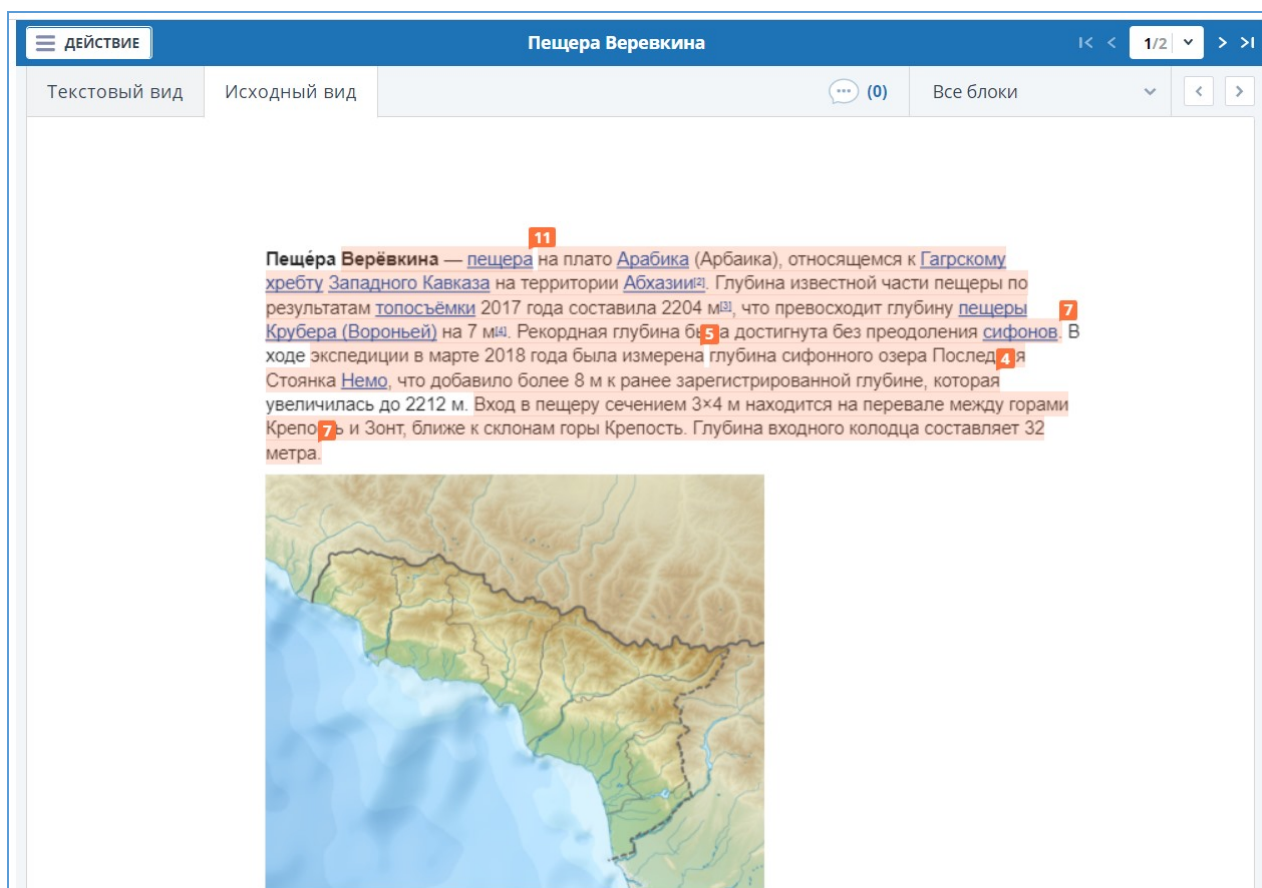 ДЕЙСТВИЕ
Пещера Веревкина
1/2
Текстовый вид
Исходный вид
(0)
Все блоки
11
Пеще́ра Верёвкина — пещера на плато Арабика (Арбаика), относящемся к Гагрскому
хребту Западного Кавказа на территории Абхазии[2]. Глубина известной части пещеры по
результатам топосъёмки 2017 года составила 2204 м[3], что превосходит глубину пещеры
7
Крубера (Вороньей) на 7 м[4]. Рекордная глубина была достигнута без преодоления сифонов. В
5
ходе экспедиции в марте 2018 года была измерена глубина сифонного озера Последняя
4
Стоянка Немо, что добавило более 8 м к ранее зарегистрированной глубине, которая
увеличилась до 2212 м. Вход в пещеру сечением 3×4 м находится на перевале между горами
Крепость и Зонт, ближе к склонам горы Крепость. Глубина входного колодца составляет 32
7
метра.